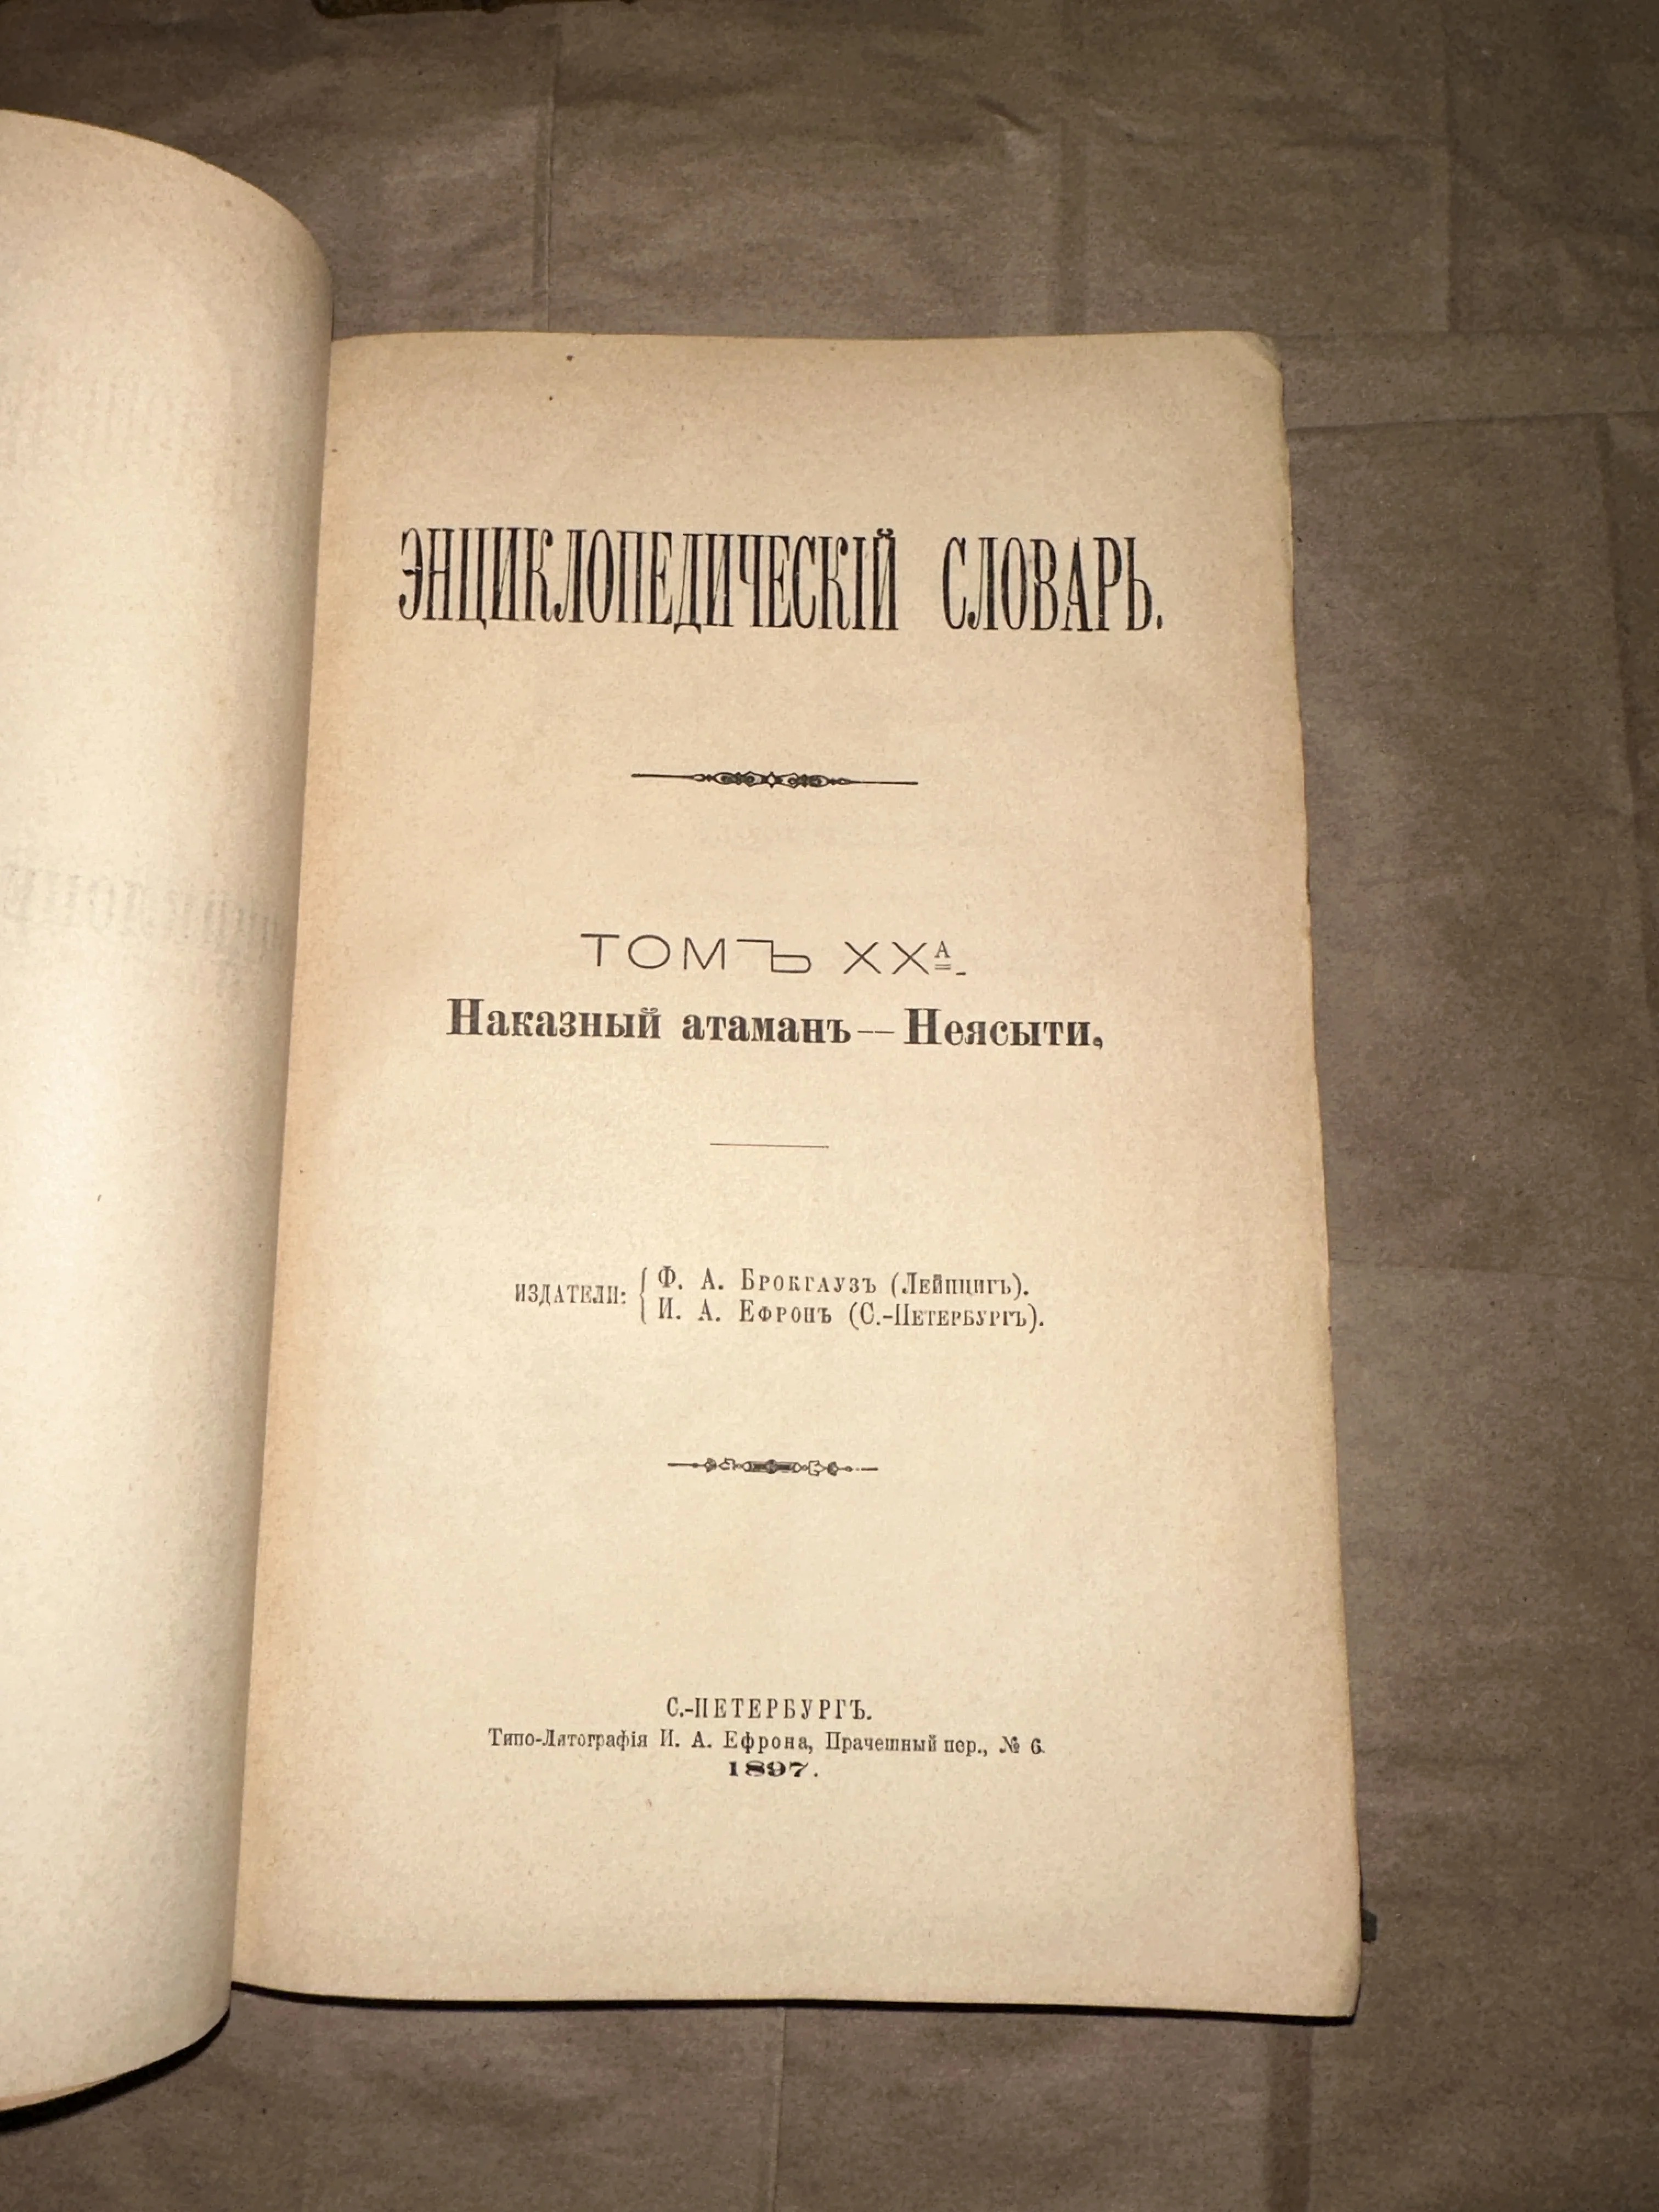 ЭНЦИКЛОПЕДИЧЕСКІЙ СЛОВАРЬ.
ТОМЪ XXА.
Наказный атаманъ — Неясыти.
ИЗДАТЕЛИ:
Ф. А. Брокгаузъ (Лейпцигъ).
И. А. Ефронъ (С.-Петербургъ).
С.-ПЕТЕРБУРГЪ.
Типо-Литографія И. А. Ефрона, Прачешный пер., № 6.
1897.